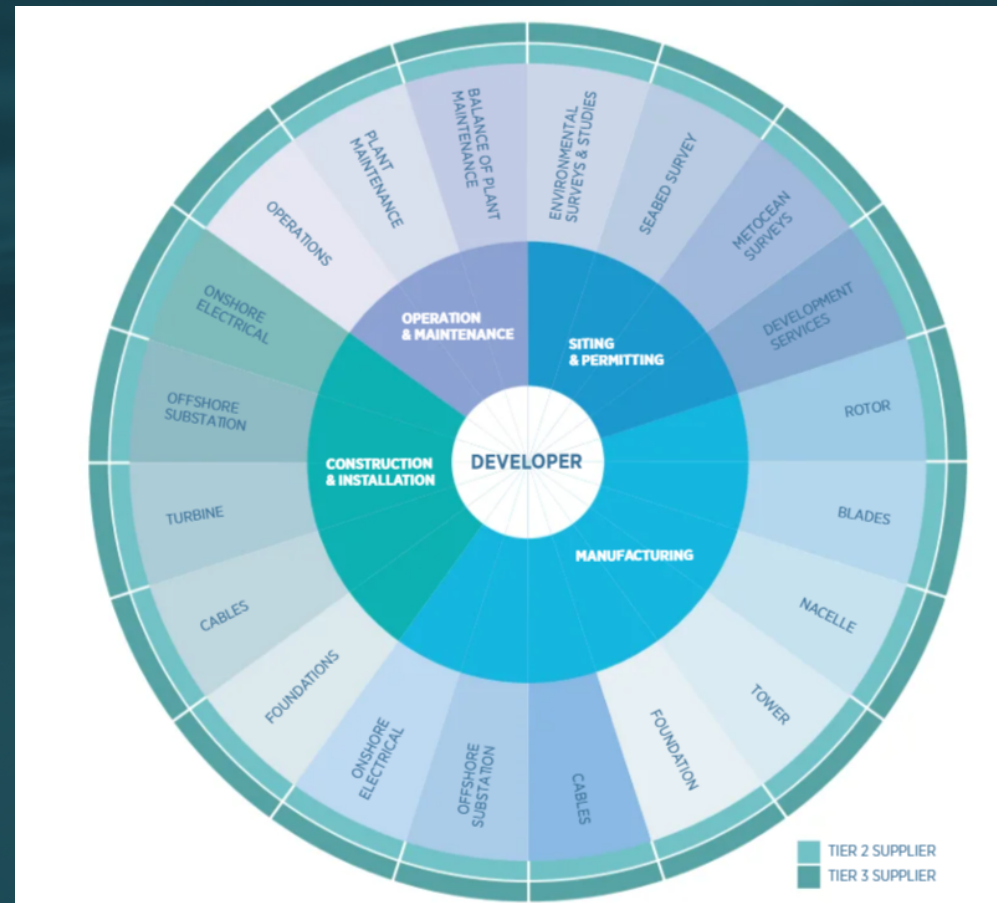 BALANCE OF PLANT
MAINTENANCE
ENVIRONMENTAL
SURVEYS & STUDIES
SEABED SURVEY
METOCEAN
SURVEYS
DEVELOPMENT
SERVICES
ROTOR
BLADES
NACELLE
TOWER
FOUNDATION
CABLES
OFFSHORE
SUBSTATION
ONSHORE
ELECTRICAL
FOUNDATIONS
CABLES
TURBINE
OFFSHORE
SUBSTATION
ONSHORE
ELECTRICAL
OPERATIONS
PLANT
MAINTENANCE
OPERATION
& MAINTENANCE
SITING
& PERMITTING
CONSTRUCTION
& INSTALLATION
DEVELOPER
MANUFACTURING
TIER 2 SUPPLIER
TIER 3 SUPPLIER